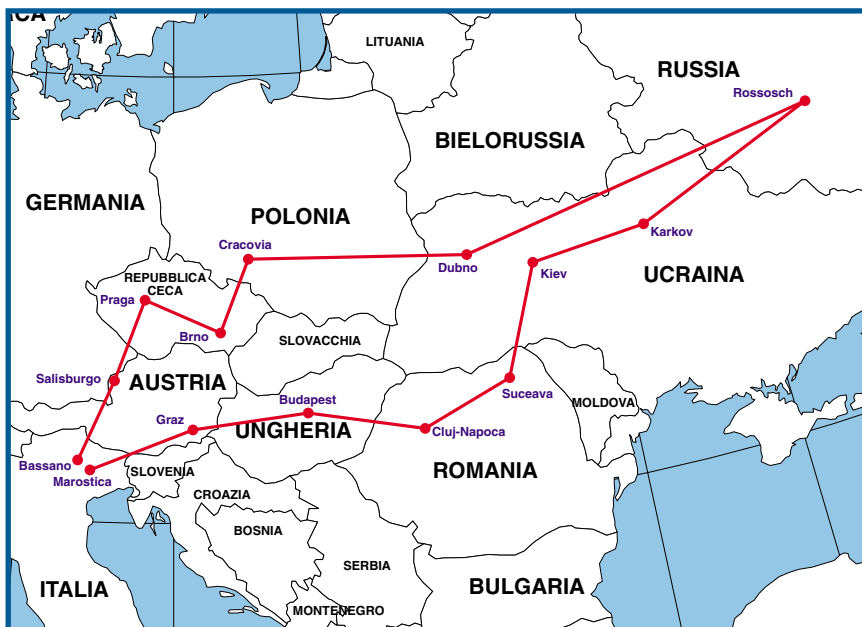 CA
LITUANIA
RUSSIA
Rossosch
BIELORUSSIA
GERMANIA
POLONIA
Karkov
Cracovia
Dubno
Kiev
UCRAINA
REPUBBLICA
CECA
Praga
Brno
SLOVACCHIA
Salisburgo
AUSTRIA
Budapest
Suceava
MOLDOVA
Graz
UNGHERIA
Cluj-Napoca
Bassano
Marostica
SLOVENIA
ROMANIA
CROAZIA
BOSNIA
SERBIA
ITALIA
BULGARIA
MONTENEGRO